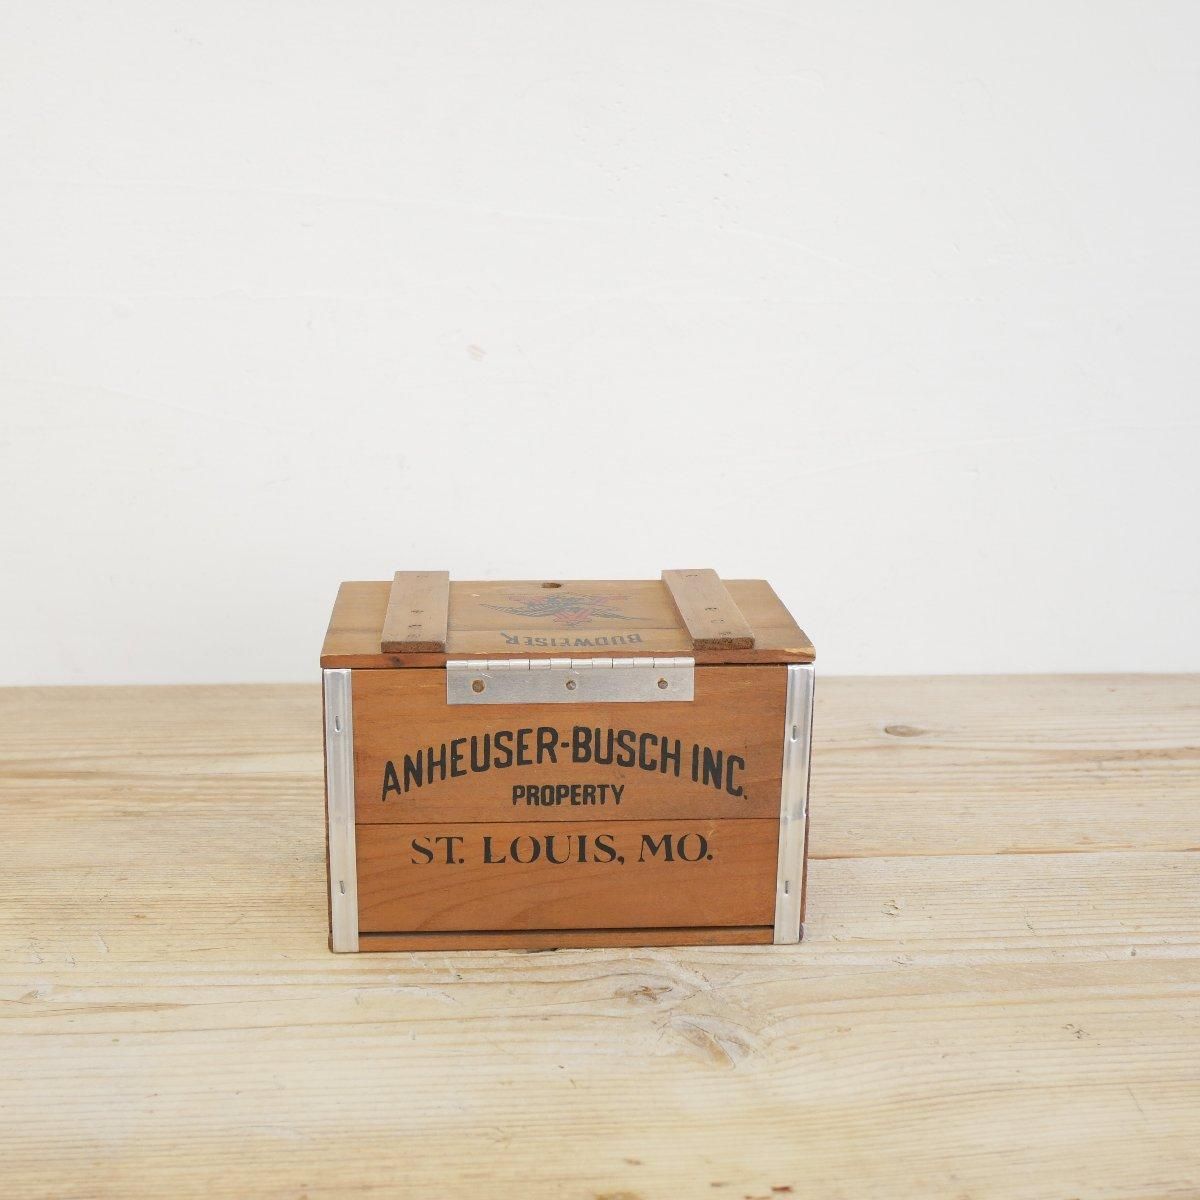 BUDWEISER
ANHEUSER-BUSCH INC.
PROPERTY
ST. LOUIS, MO.